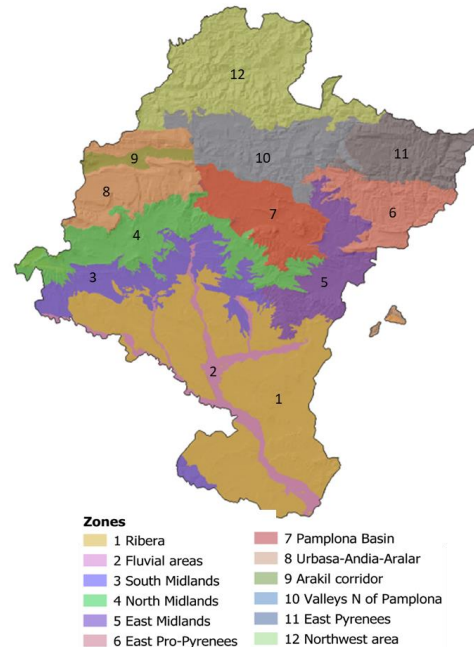 12
10
11
9
8
7
6
4
3
5
2
1
Zones
1 Ribera
2 Fluvial areas
3 South Midlands
4 North Midlands
5 East Midlands
6 East Pro-Pyrenees
7 Pamplona Basin
8 Urbasa-Andia-Aralar
9 Arakil corridor
10 Valleys N of Pamplona
11 East Pyrenees
12 Northwest area